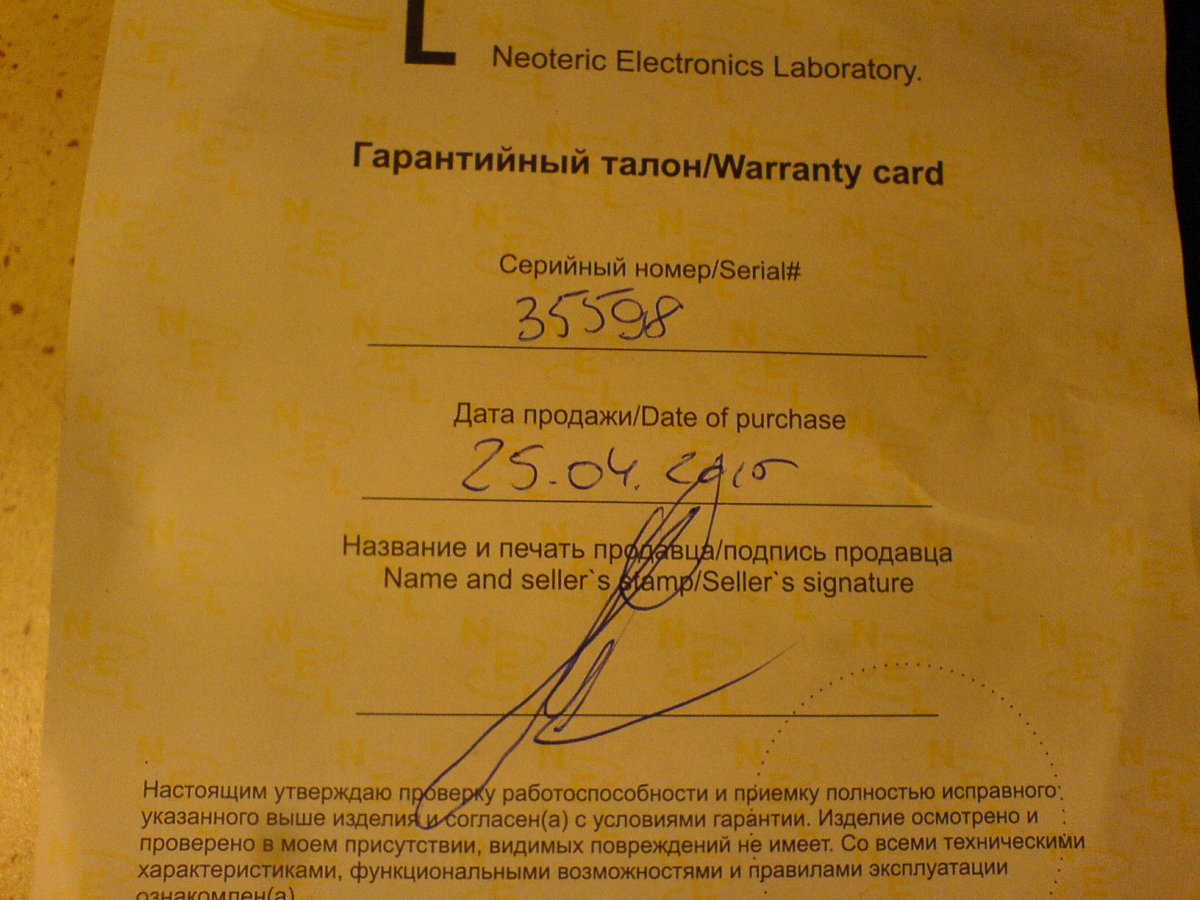 L Neoteric Electronics Laboratory.
Гарантийный талон/Warranty card
Серийный номер/Serial#
35598
Дата продажи/Date of purchase
25.04.2015
Название и печать продавца/подпись продавца
Name and seller`s stamp/Seller`s signature
Настоящим утверждаю проверку работоспособности и приемку полностью исправного
указанного выше изделия и согласен(а) с условиями гарантии. Изделие осмотрено и
проверено в моем присутствии, видимых повреждений не имеет. Со всеми техническими
характеристиками, функциональными возможностями и правилами эксплуатации
ознакомлен(а)